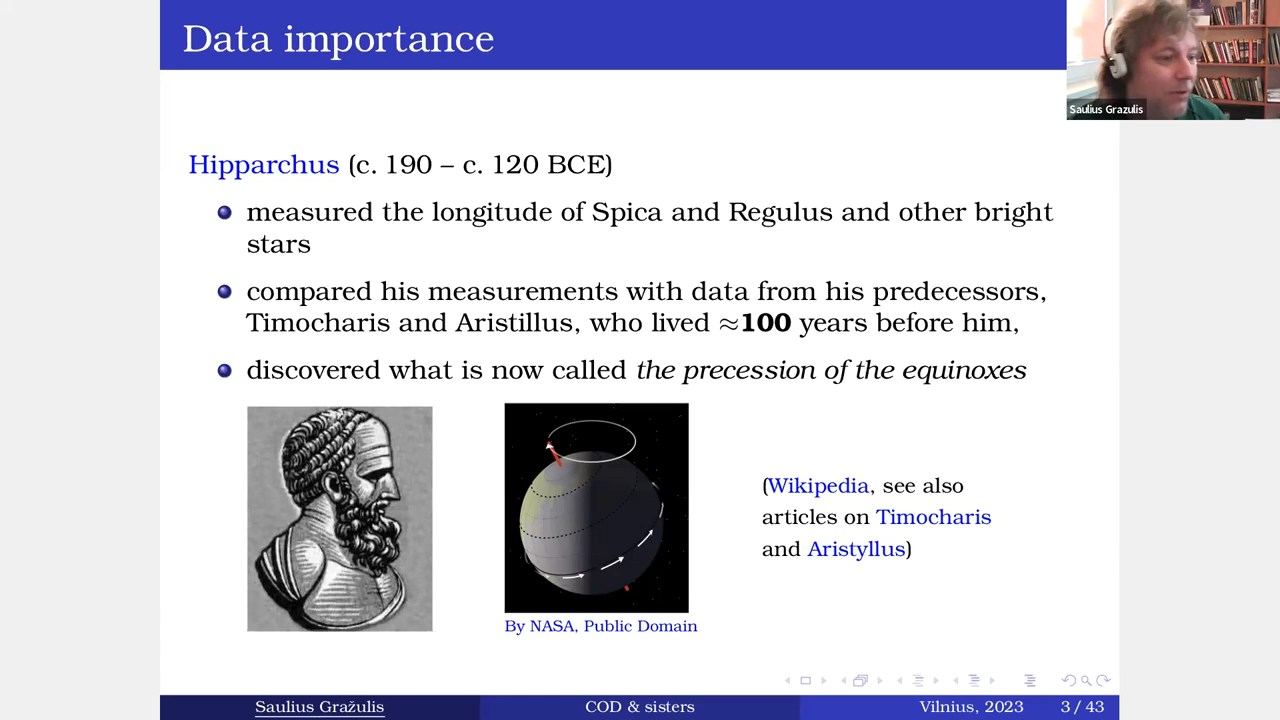 Data importance
Saulius Grazulis
Hipparchus (c. 190 – c. 120 BCE)
measured the longitude of Spica and Regulus and other bright
stars
compared his measurements with data from his predecessors,
Timocharis and Aristillus, who lived ≈100 years before him,
discovered what is now called the precession of the equinoxes
(Wikipedia, see also
articles on Timocharis
and Aristyllus)
By NASA, Public Domain
Saulius Gražulis COD & sisters Vilnius, 2023 3 / 43